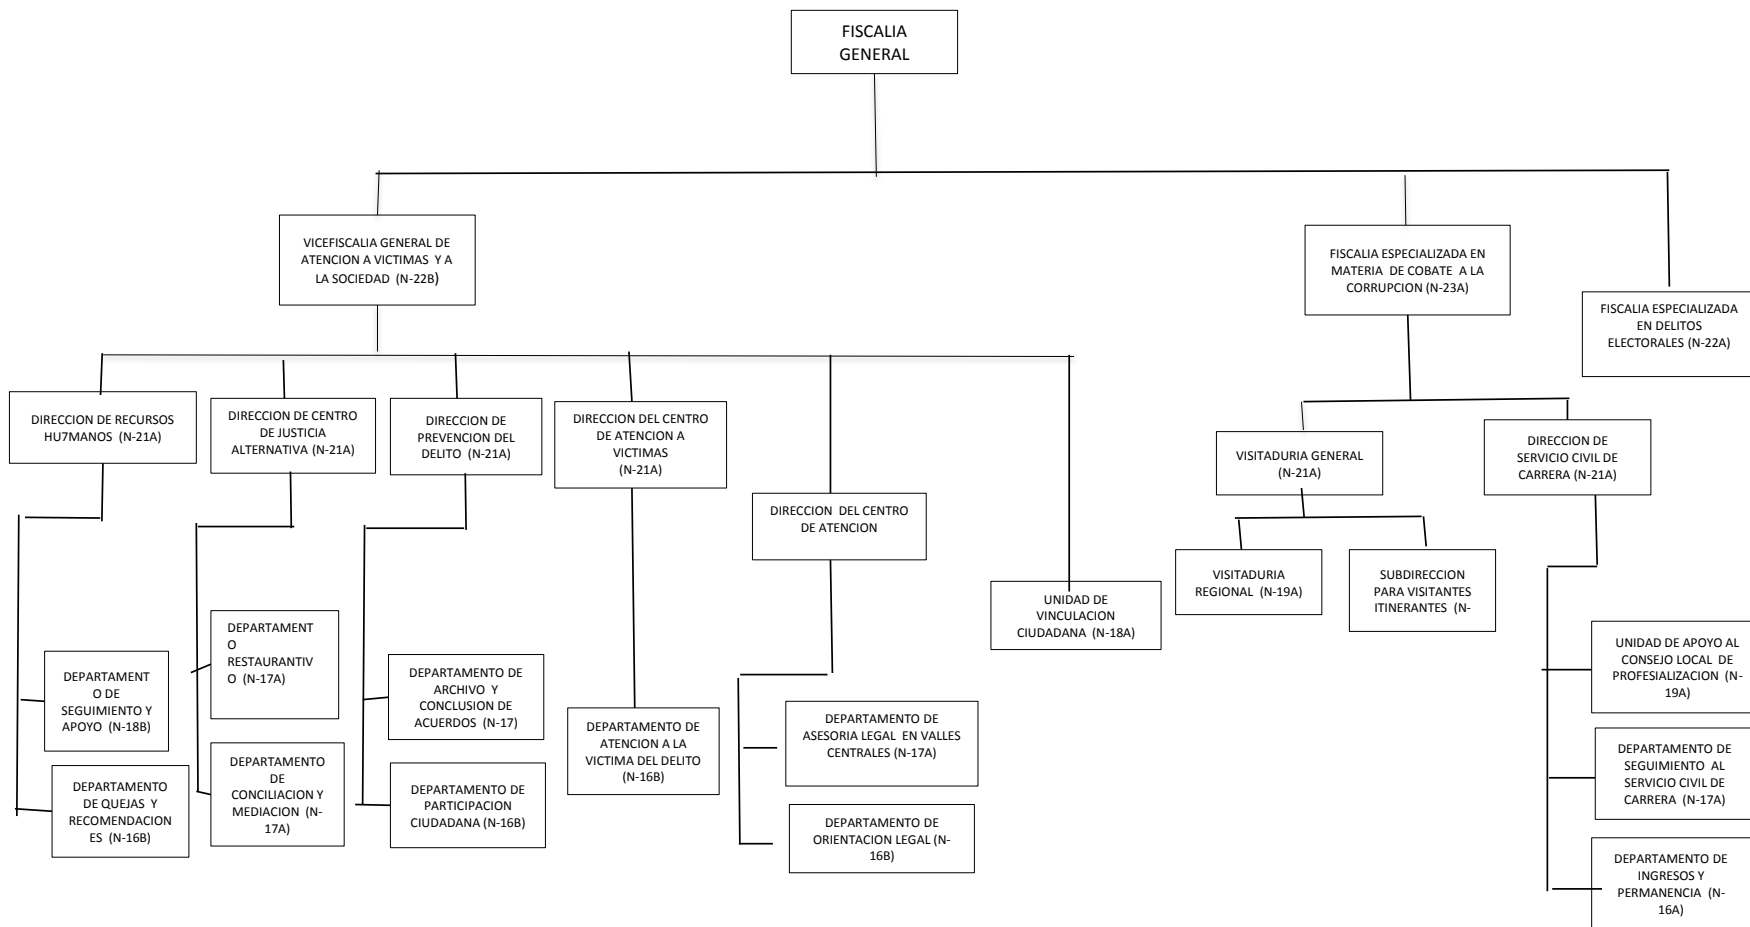 FISCALIA
GENERAL
VICEFISCALIA GENERAL DE
ATENCION A VICTIMAS Y A
LA SOCIEDAD (N-22B)
FISCALIA ESPECIALIZADA EN
MATERIA DE COBATE A LA
CORRUPCION (N-23A)
FISCALIA ESPECIALIZADA
EN DELITOS
ELECTORALES (N-22A)
DIRECCION DE RECURSOS
HU7MANOS (N-21A)
DIRECCION DE CENTRO
DE JUSTICIA
ALTERNATIVA (N-21A)
DIRECCION DE
PREVENCION DEL
DELITO (N-21A)
DIRECCION DEL CENTRO
DE ATENCION A
VICTIMAS
(N-21A)
DIRECCION DEL CENTRO
DE ATENCION
UNIDAD DE
VINCULACION
CIUDADANA (N-18A)
VISITADURIA GENERAL
(N-21A)
DIRECCION DE
SERVICIO CIVIL DE
CARRERA (N-21A)
VISITADURIA
REGIONAL (N-19A)
SUBDIRECCION
PARA VISITANTES
ITINERANTES (N-
DEPARTAMENT
O DE
SEGUIMIENTO Y
APOYO (N-18B)
DEPARTAMENTO
DE QUEJAS Y
RECOMENDACION
ES (N-16B)
DEPARTAMENT
O
RESTAURANTIV
O (N-17A)
DEPARTAMENTO
DE
CONCILIACION Y
MEDIACION (N-
17A)
DEPARTAMENTO DE
ARCHIVO Y
CONCLUSION DE
ACUERDOS (N-17)
DEPARTAMENTO DE
PARTICIPACION
CIUDADANA (N-16B)
DEPARTAMENTO DE
ATENCION A LA
VICTIMA DEL DELITO
(N-16B)
DEPARTAMENTO DE
ASESORIA LEGAL EN VALLES
CENTRALES (N-17A)
DEPARTAMENTO DE
ORIENTACION LEGAL (N-
16B)
UNIDAD DE APOYO AL
CONSEJO LOCAL DE
PROFESIALIZACION (N-
19A)
DEPARTAMENTO DE
SEGUIMIENTO AL
SERVICIO CIVIL DE
CARRERA (N-17A)
DEPARTAMENTO DE
INGRESOS Y
PERMANENCIA (N-
16A)